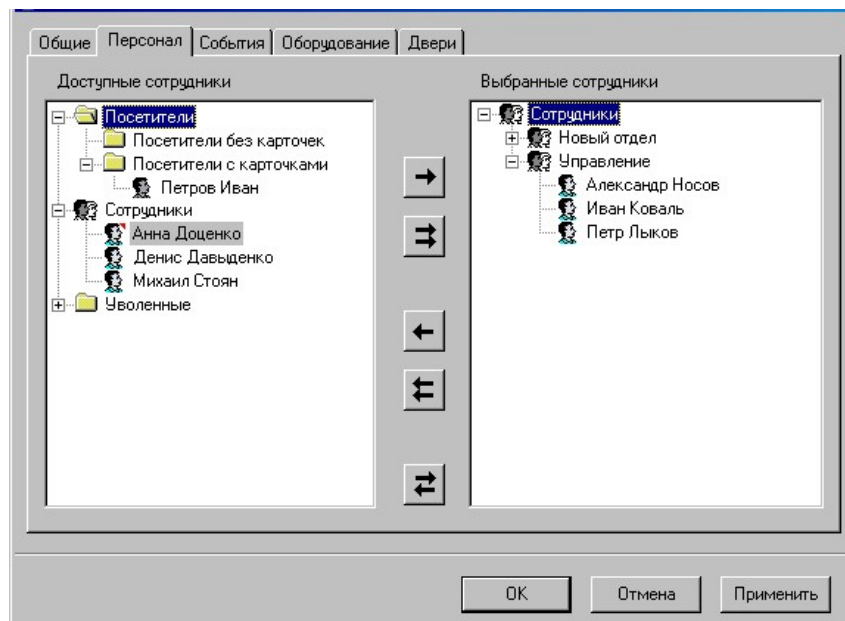 Общие Персонал События Оборудование Двери
Доступные сотрудники
Посетители
Посетители без карточек
Посетители с карточками
Петров Иван
Сотрудники
Анна Доценко
Денис Давыденко
Михаил Стоян
Уволенные
Выбранные сотрудники
Сотрудники
Новый отдел
Управление
Александр Носов
Иван Коваль
Петр Лыков
OK Отмена Применить